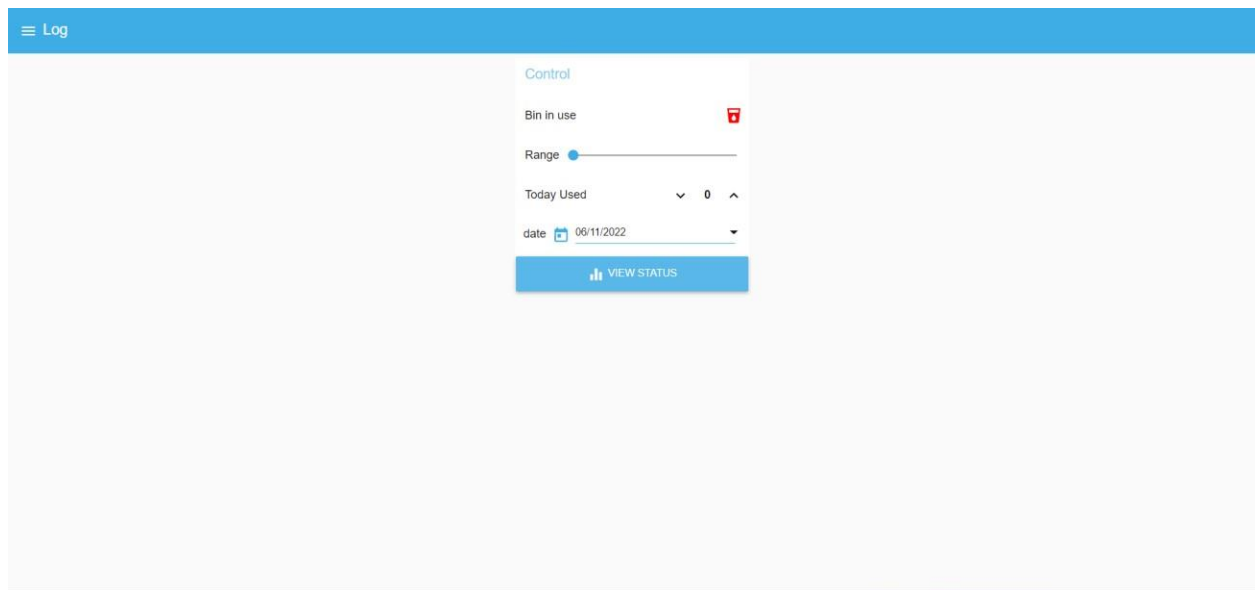 Log
Control
Bin in use
Range
Today Used 0
date 06/11/2022
VIEW STATUS